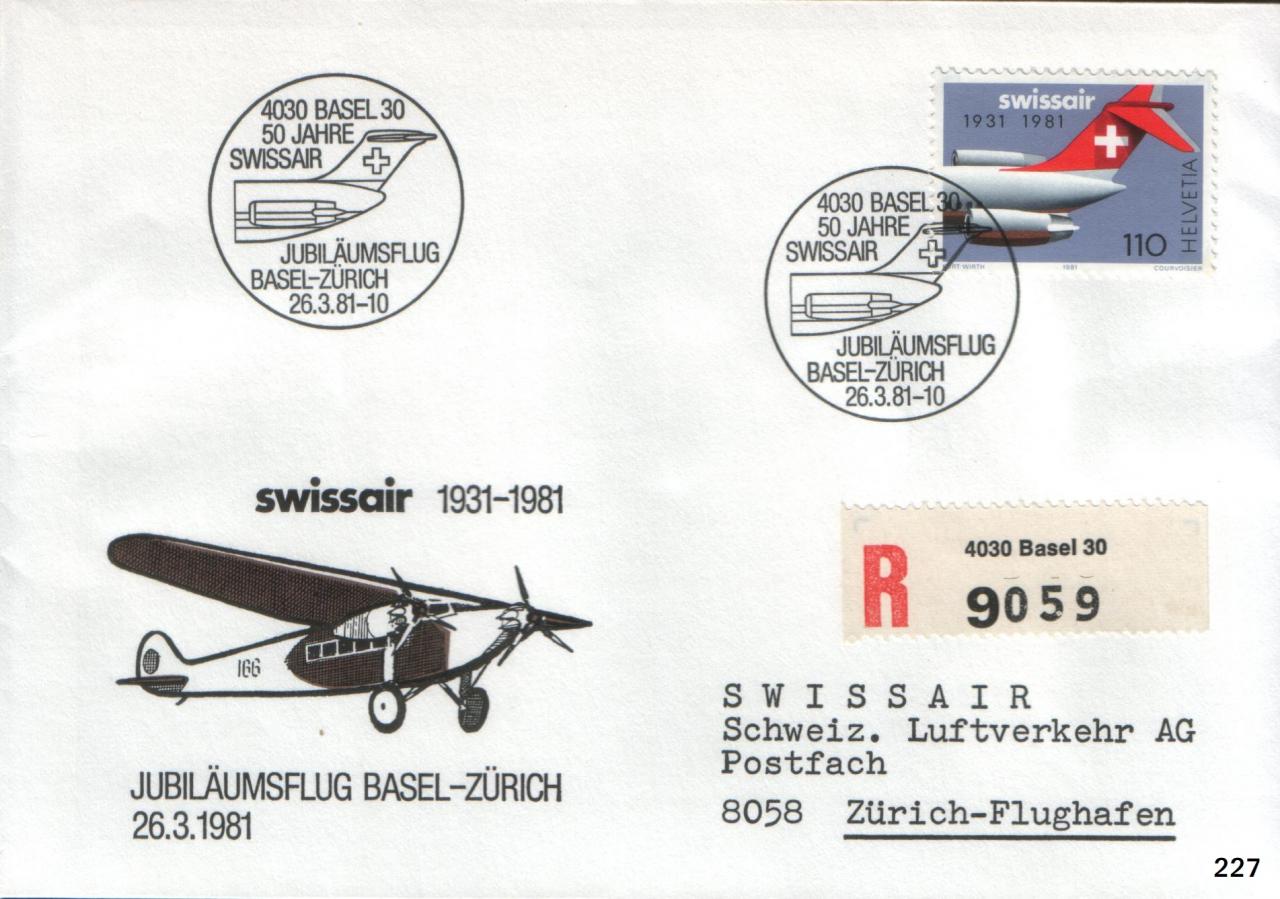 4030 BASEL 30
50 JAHRE
SWISSAIR
JUBILÄUMSFLUG
BASEL-ZÜRICH
26.3.81-10
swissair
1931 1981
HELVETIA
110
1981
COURVOISIER
4030 BASEL 30
50 JAHRE
SWISSAIR
JUBILÄUMSFLUG
BASEL-ZÜRICH
26.3.81-10
swissair 1931-1981
166
JUBILÄUMSFLUG BASEL-ZÜRICH
26.3.1981
R
4030 Basel 30
9059
SWISSAIR
Schweiz. Luftverkehr AG
Postfach
8058 Zürich-Flughafen
227